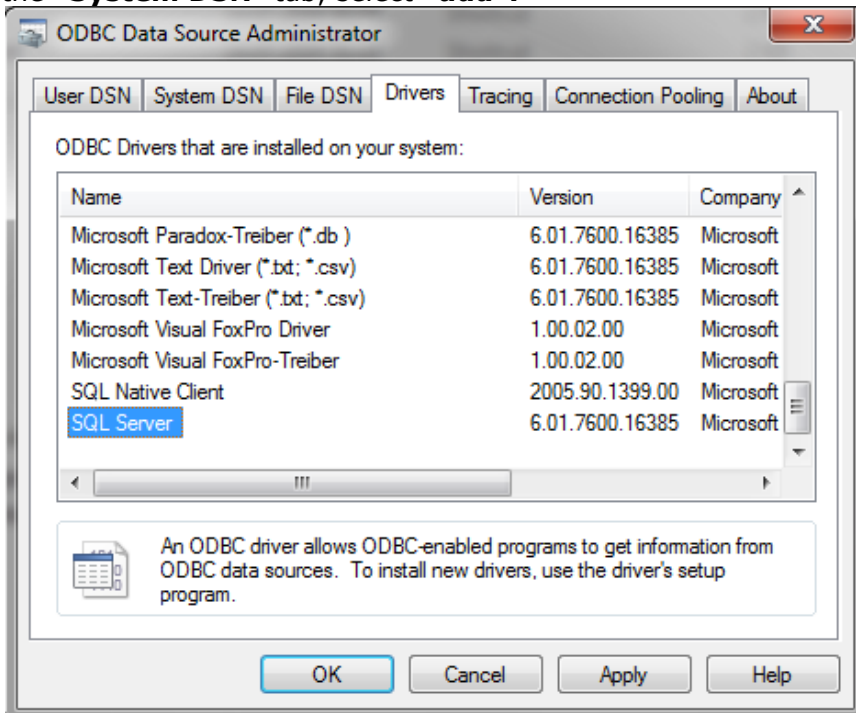 the "System DSN" tab, select "add".
ODBC Data Source Administrator
User DSN System DSN File DSN Drivers Tracing Connection Pooling About
ODBC Drivers that are installed on your system:
Name Version Company
Microsoft Paradox-Treiber (*.db ) 6.01.7600.16385 Microsoft
Microsoft Text Driver (*.txt; *.csv) 6.01.7600.16385 Microsoft
Microsoft Text-Treiber (*.txt; *.csv) 6.01.7600.16385 Microsoft
Microsoft Visual FoxPro Driver 1.00.02.00 Microsoft
Microsoft Visual FoxPro-Treiber 1.00.02.00 Microsoft
SQL Native Client 2005.90.1399.00 Microsoft
SQL Server 6.01.7600.16385 Microsoft
An ODBC driver allows ODBC-enabled programs to get information from
ODBC data sources. To install new drivers, use the driver's setup
program.
OK Cancel Apply Help